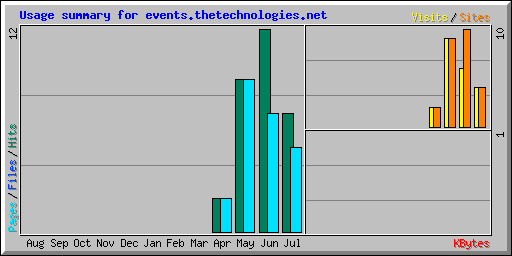 Usage summary for events.thetechnologies.net
Visits/Sites
12
10
1
Pages/Files/Hits
Aug Sep Oct Nov Dec Jan Feb Mar Apr May Jun Jul
KBytes